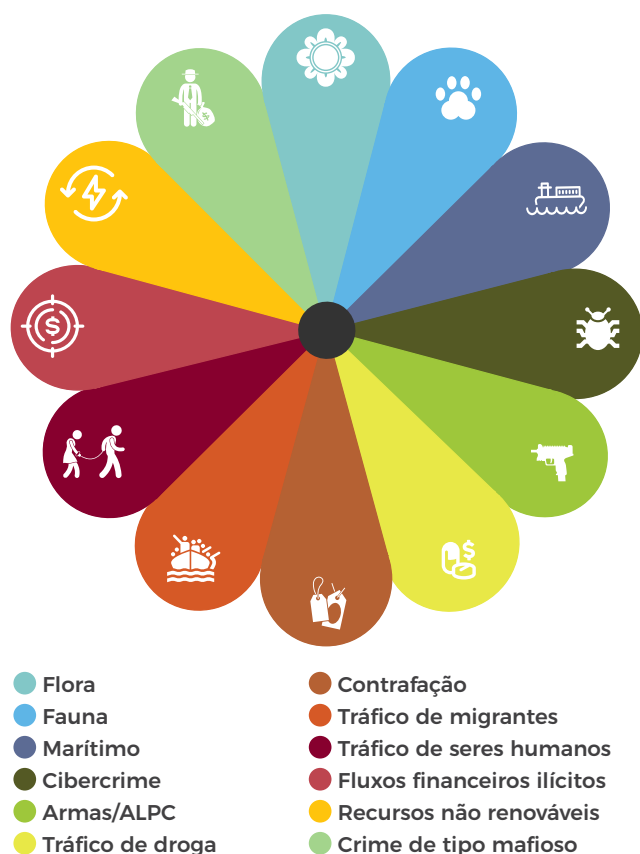 Flora
Fauna
Marítimo
Cibercrime
Armas/ALPC
Tráfico de droga
Contrafação
Tráfico de migrantes
Tráfico de seres humanos
Fluxos financeiros ilícitos
Recursos não renováveis
Crime de tipo mafioso